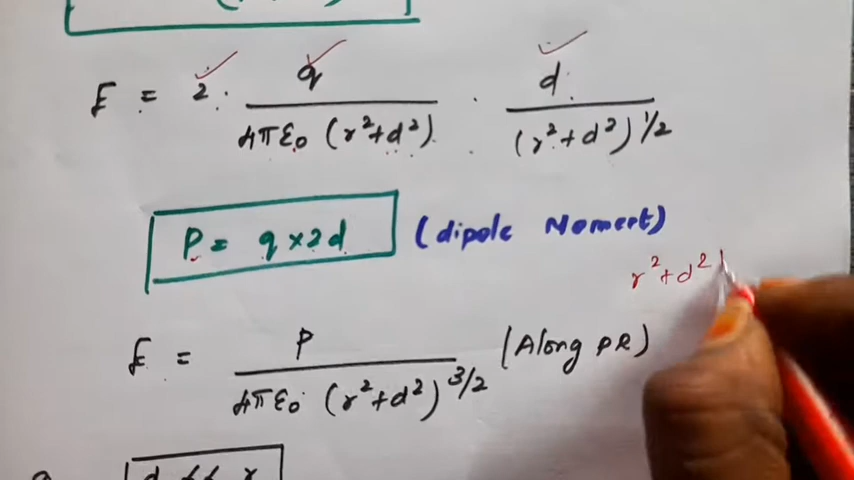 E = 2 · q / 4πε₀ (r²+d²) · d / (r²+d²)^1/2
P = q×2d (dipole Moment)
r²+d²
E = P / 4πε₀ (r²+d²)^3/2 (Along PR)
d << r